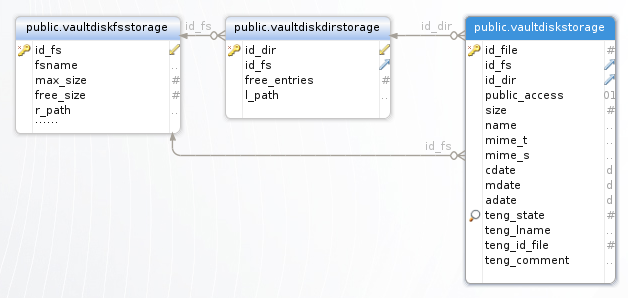 public.vaultdiskfsstorage
id_fs
fsname ..
max_size #
free_size #
r_path ..
......
id_fs
public.vaultdiskdirstorage
id_dir
id_fs
free_entries #
l_path ..
id_dir
id_fs
public.vaultdiskstorage
id_file #
id_fs
id_dir
public_access 01
size #
name ..
mime_t ..
mime_s ..
cdate d
mdate d
adate d
teng_state #
teng_lname ..
teng_id_file #
teng_comment ..